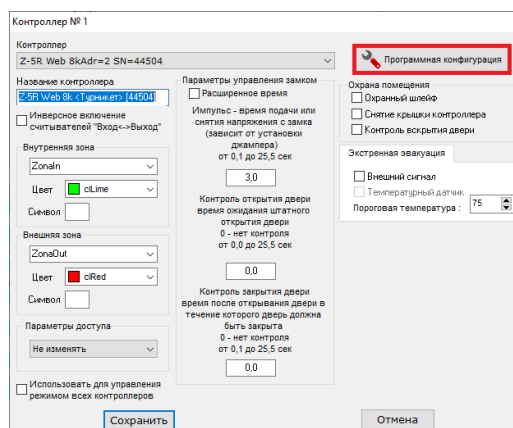 Контроллер № 1
Контроллер
Z-5R Web 8kAdr=2 SN=44504
Программная конфигурация
Название контроллера
Z-5R Web 8k <Турникет> [44504]
Инверсное включение
считывателей "Вход<->Выход"
Внутренняя зона
ZonaIn
Цвет
clLime
Символ
Внешняя зона
ZonaOut
Цвет
clRed
Символ
Параметры доступа
Не изменять
Использовать для управления
режимом всех контроллеров
Параметры управления замком
Расширенное время
Импульс - время подачи или
снятия напряжения с замка
(зависит от установки
джампера)
от 0,1 до 25,5 сек
3,0
Контроль открытия двери
время ожидания штатного
открытия двери
0 - нет контроля
от 0,0 до 25,5 сек
0,0
Контроль закрытия двери
время после открывания двери в
течение которого дверь должна
быть закрыта
0 - нет контроля
от 0,1 до 25,5 сек
0,0
Охрана помещения
Охранный шлейф
Снятие крышки контроллера
Контроль вскрытия двери
Экстренная эвакуация
Внешний сигнал
Температурный датчик
Пороговая температура :
75
Сохранить
Отмена